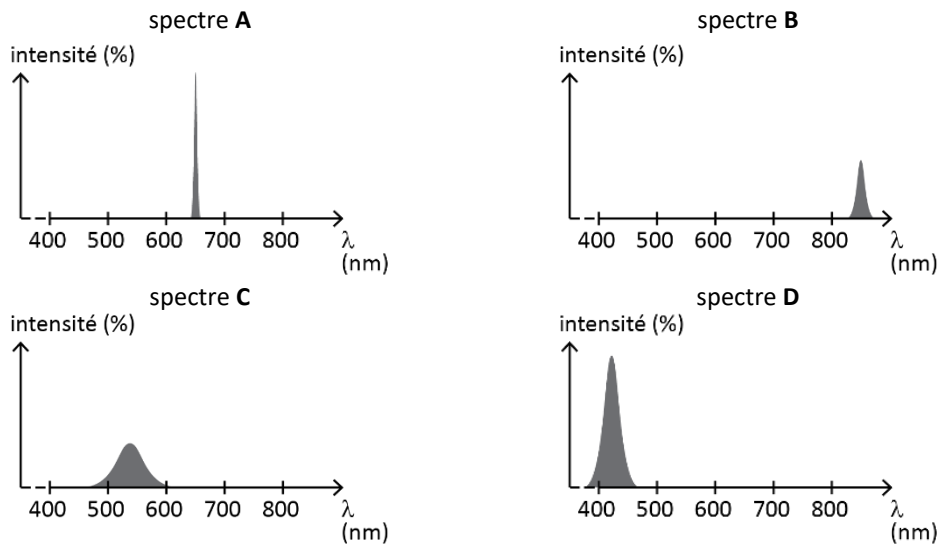 spectre A
intensité (%)
400 500 600 700 800 λ
(nm)
spectre B
intensité (%)
400 500 600 700 800 λ
(nm)
spectre C
intensité (%)
400 500 600 700 800 λ
(nm)
spectre D
intensité (%)
400 500 600 700 800 λ
(nm)